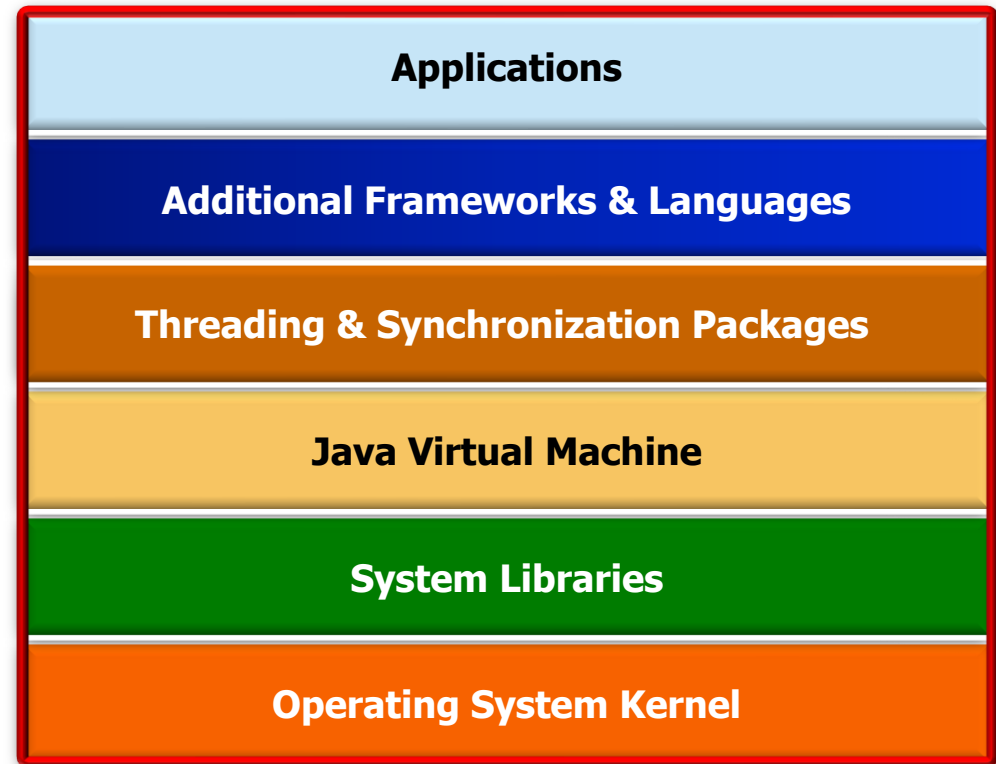 Applications
Additional Frameworks & Languages
Threading & Synchronization Packages
Java Virtual Machine
System Libraries
Operating System Kernel